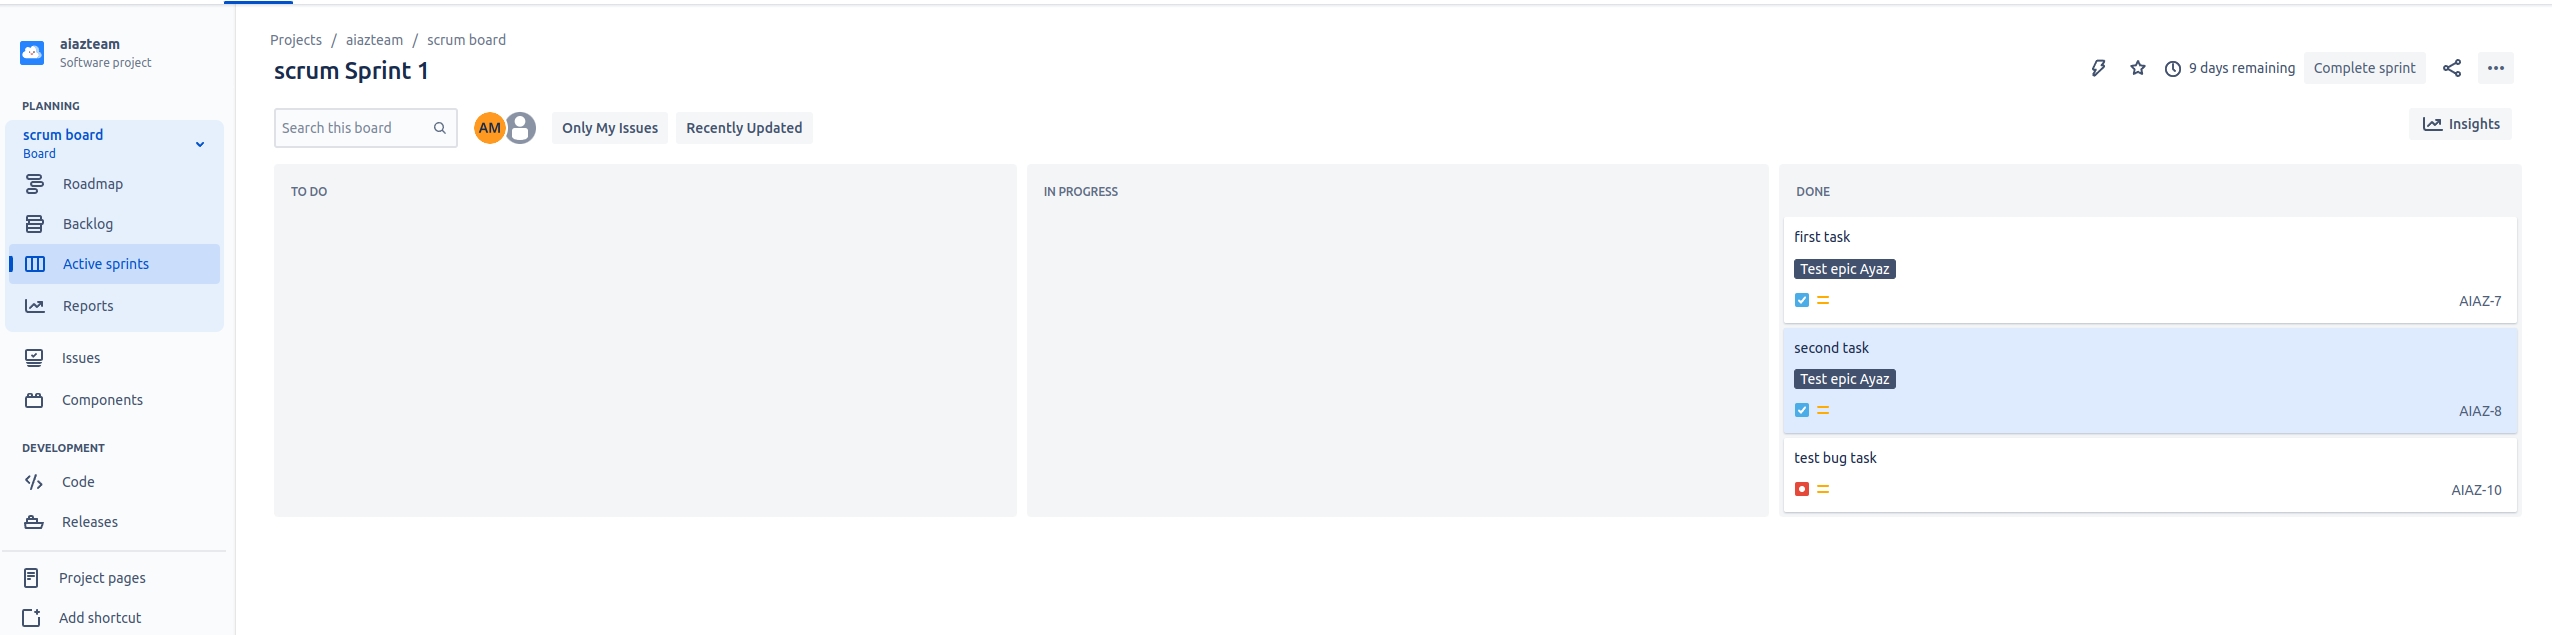 aiazteam
Software project
PLANNING
scrum board
Board
Roadmap
Backlog
Active sprints
Reports
Issues
Components
DEVELOPMENT
Code
Releases
Project pages
Add shortcut
Projects / aiazteam / scrum board
scrum Sprint 1
9 days remaining
Complete sprint
Search this board
AM
Only My Issues
Recently Updated
Insights
TO DO
IN PROGRESS
DONE
first task
Test epic Ayaz
AIAZ-7
second task
Test epic Ayaz
AIAZ-8
test bug task
AIAZ-10